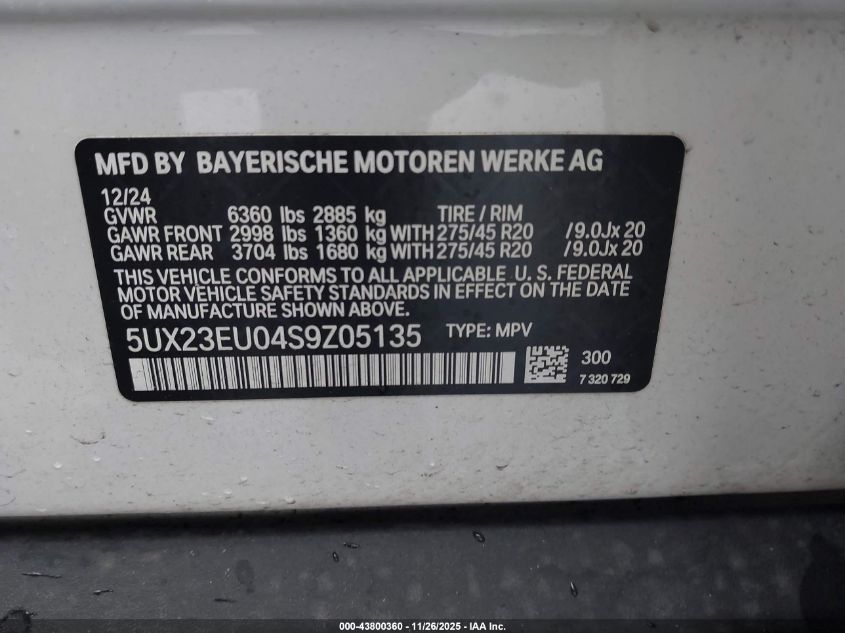 MFD BY BAYERISCHE MOTOREN WERKE AG
12/24
GVWR 6360 lbs 2885 kg TIRE / RIM
GAWR FRONT 2998 lbs 1360 kg WITH 275/45 R20 /9.0Jx 20
GAWR REAR 3704 lbs 1680 kg WITH 275/45 R20 /9.0Jx 20
THIS VEHICLE CONFORMS TO ALL APPLICABLE U. S. FEDERAL
MOTOR VEHICLE SAFETY STANDARDS IN EFFECT ON THE DATE
OF MANUFACTURE SHOWN ABOVE.
5UX23EU04S9Z05135 TYPE: MPV
300
7 320 729
000-43800360 - 11/26/2025 - IAA Inc.